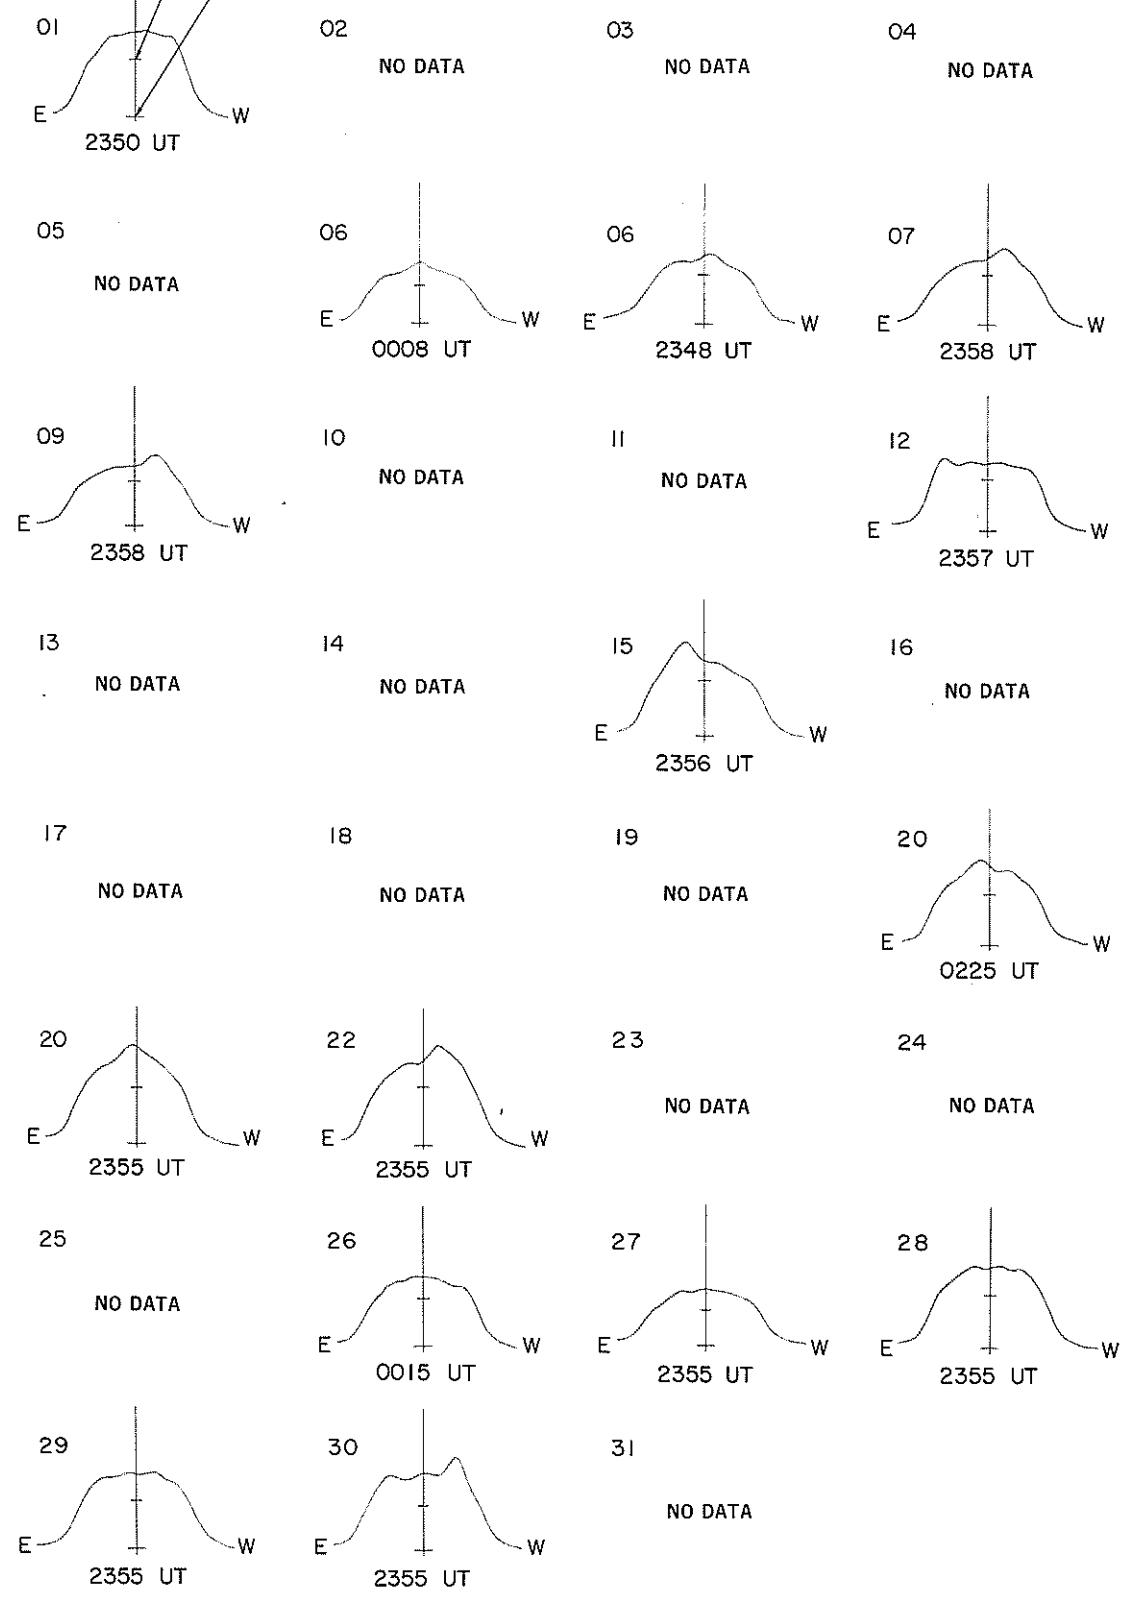 01 02 03 04
NO DATA NO DATA NO DATA
E W
2350 UT
05 06 06 07
NO DATA
E W E W E W
0008 UT 2348 UT 2358 UT
09 10 11 12
NO DATA NO DATA
E W E W
2358 UT 2357 UT
13 14 15 16
NO DATA NO DATA NO DATA
E W
2356 UT
17 18 19 20
NO DATA NO DATA NO DATA
E W
0225 UT
20 22 23 24
NO DATA NO DATA
E W E W
2355 UT 2355 UT
25 26 27 28
NO DATA
E W E W E W
0015 UT 2355 UT 2355 UT
29 30 31
NO DATA
E W E W
2355 UT 2355 UT